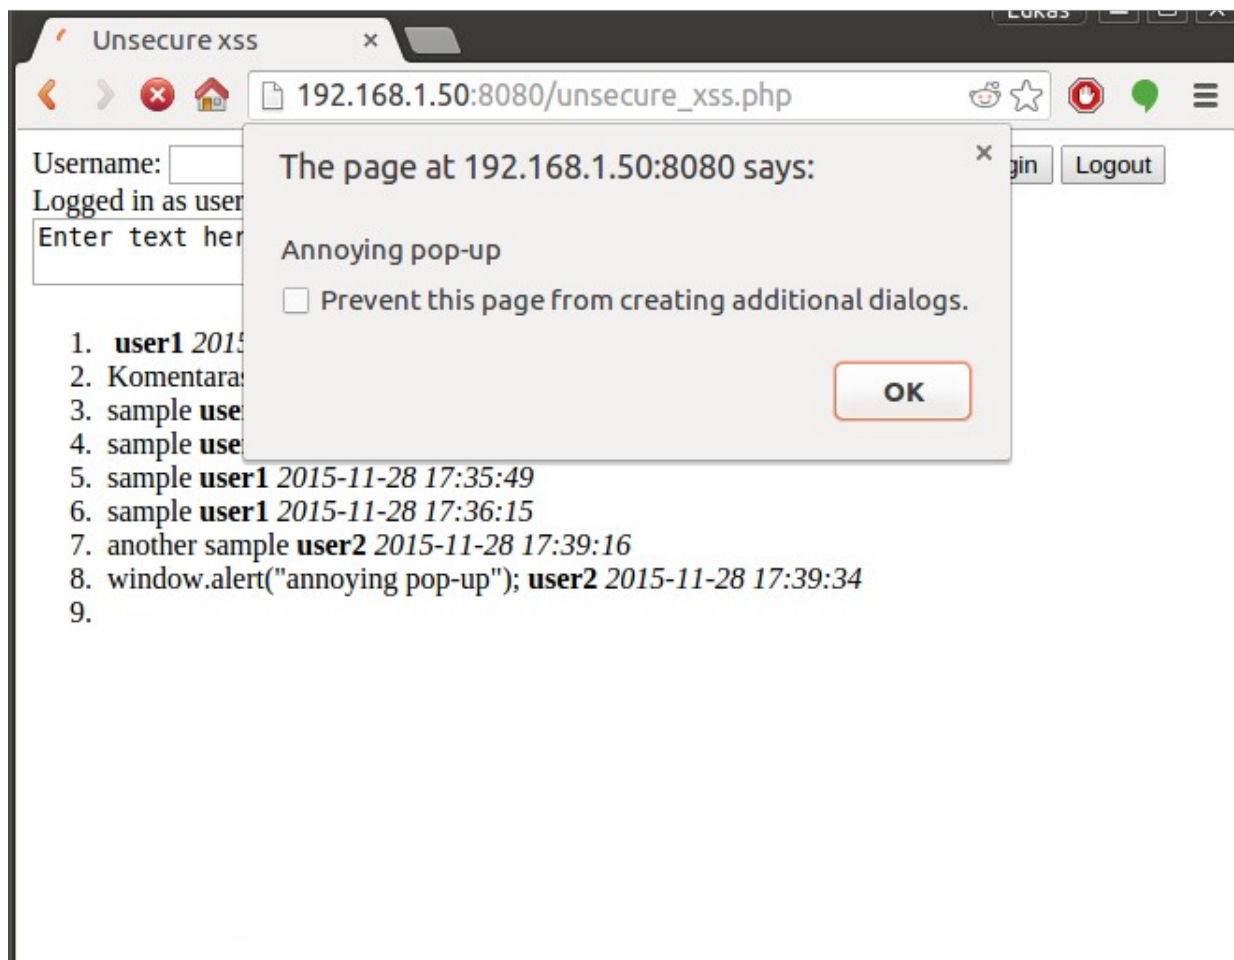 Lukas
Unsecure xss
192.168.1.50:8080/unsecure_xss.php
The page at 192.168.1.50:8080 says:
Annoying pop-up
Prevent this page from creating additional dialogs.
OK
Username: Logout
Logged in as
Enter text
1. user1
2.
3. sample
4. sample
5. sample user1 2015-11-28 17:35:49
6. sample user1 2015-11-28 17:36:15
7. another sample user2 2015-11-28 17:39:16
8. window.alert("annoying pop-up"); user2 2015-11-28 17:39:34
9.